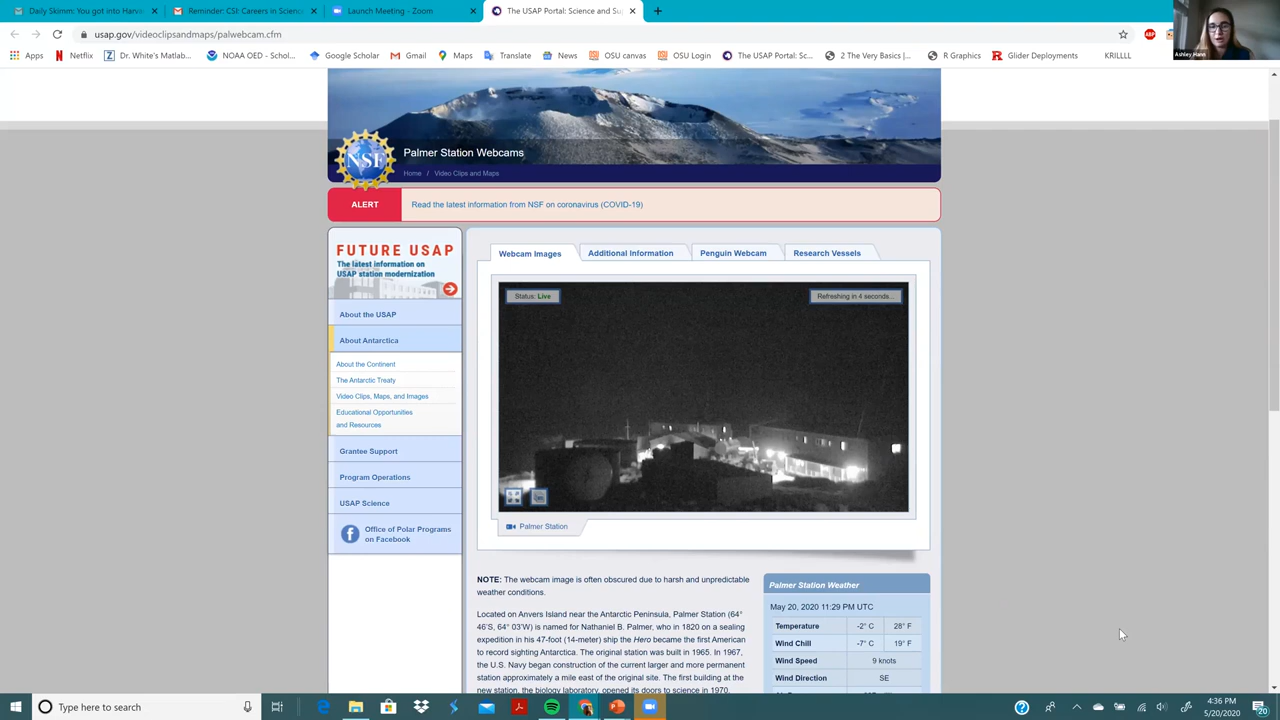 Daily Skimm: You got into Harva
Reminder: CSI: Careers in Science
Launch Meeting - Zoom
The USAP Portal: Science and Su
usap.gov/videoclipsandmaps/palwebcam.cfm
ABP
Ashley Hann
Apps
Netflix
Dr. White's Matlab...
NOAA OED - Schol...
Google Scholar
Gmail
Maps
Translate
News
OSU canvas
OSU Login
The USAP Portal: Sc...
2 The Very Basics |...
R Graphics
Glider Deployments
KRILLLL
NSF
Palmer Station Webcams
Home / Video Clips and Maps
ALERT
Read the latest information from NSF on coronavirus (COVID-19)
FUTURE USAP
The latest information on
USAP station modernization
About the USAP
About Antarctica
About the Continent
The Antarctic Treaty
Video Clips, Maps, and Images
Educational Opportunities
and Resources
Grantee Support
Program Operations
USAP Science
Office of Polar Programs
on Facebook
Webcam Images
Additional Information
Penguin Webcam
Research Vessels
Status: Live
Refreshing in 4 seconds...
Palmer Station
NOTE: The webcam image is often obscured due to harsh and unpredictable
weather conditions.
Located on Anvers Island near the Antarctic Peninsula, Palmer Station (64°
46'S, 64° 03'W) is named for Nathaniel B. Palmer, who in 1820 on a sealing
expedition in his 47-foot (14-meter) ship the Hero became the first American
to record sighting Antarctica. The original station was built in 1965. In 1967,
the U.S. Navy began construction of the current larger and more permanent
station approximately a mile east of the original site. The first building at the
new station, the biology laboratory, opened its doors to science in 1970.
Palmer Station Weather
May 20, 2020 11:29 PM UTC
Temperature -2° C 28° F
Wind Chill -7° C 19° F
Wind Speed 9 knots
Wind Direction SE
Type here to search
4:36 PM
5/20/2020
20